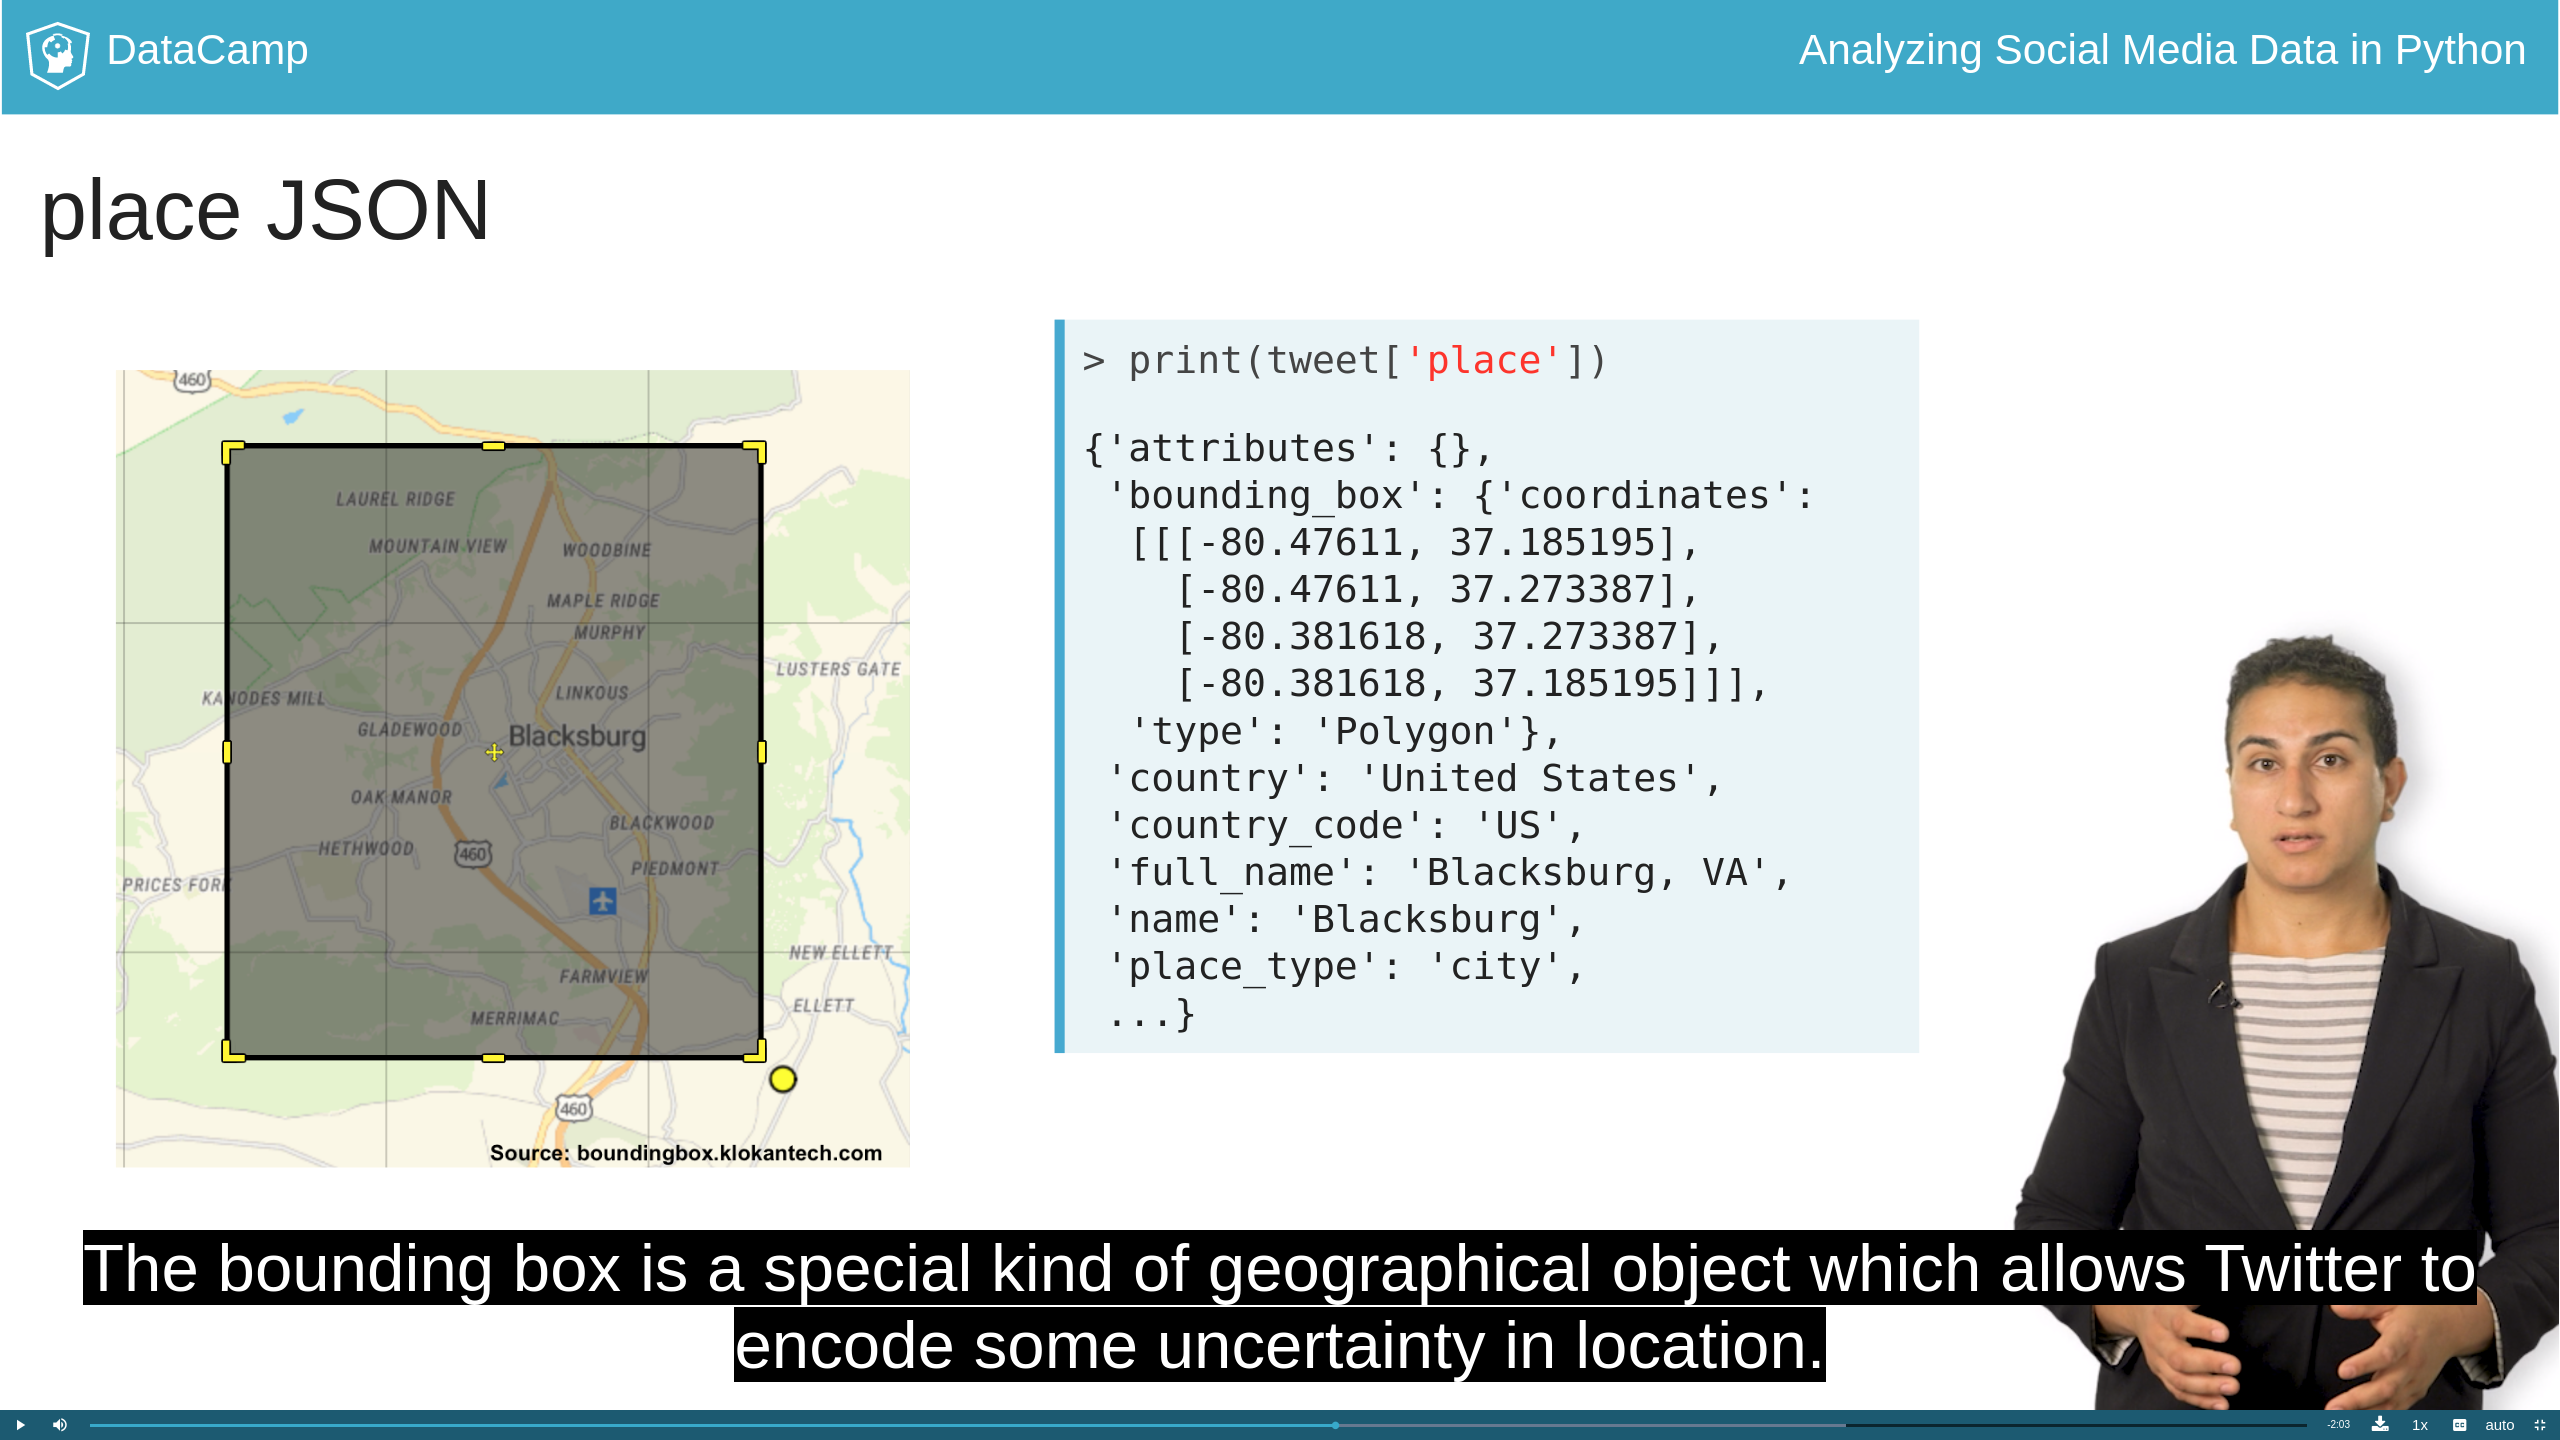 DataCamp
Analyzing Social Media Data in Python
place JSON
460
LAUREL RIDGE
MOUNTAIN VIEW
WOODBINE
MAPLE RIDGE
MURPHY
LUSTERS GATE
KANODES MILL
LINKOUS
GLADEWOOD
Blacksburg
OAK MANOR
BLACKWOOD
HETHWOOD
460
PIEDMONT
PRICES FORK
NEW ELLETT
FARMVIEW
ELLETT
MERRIMAC
460
Source: boundingbox.klokantech.com
> print(tweet['place'])
{'attributes': {},
'bounding_box': {'coordinates':
[[[-80.47611, 37.185195],
[-80.47611, 37.273387],
[-80.381618, 37.273387],
[-80.381618, 37.185195]]],
'type': 'Polygon'},
'country': 'United States',
'country_code': 'US',
'full_name': 'Blacksburg, VA',
'name': 'Blacksburg',
'place_type': 'city',
...}
The bounding box is a special kind of geographical object which allows Twitter to
encode some uncertainty in location.
-2:03
1x
CC
auto